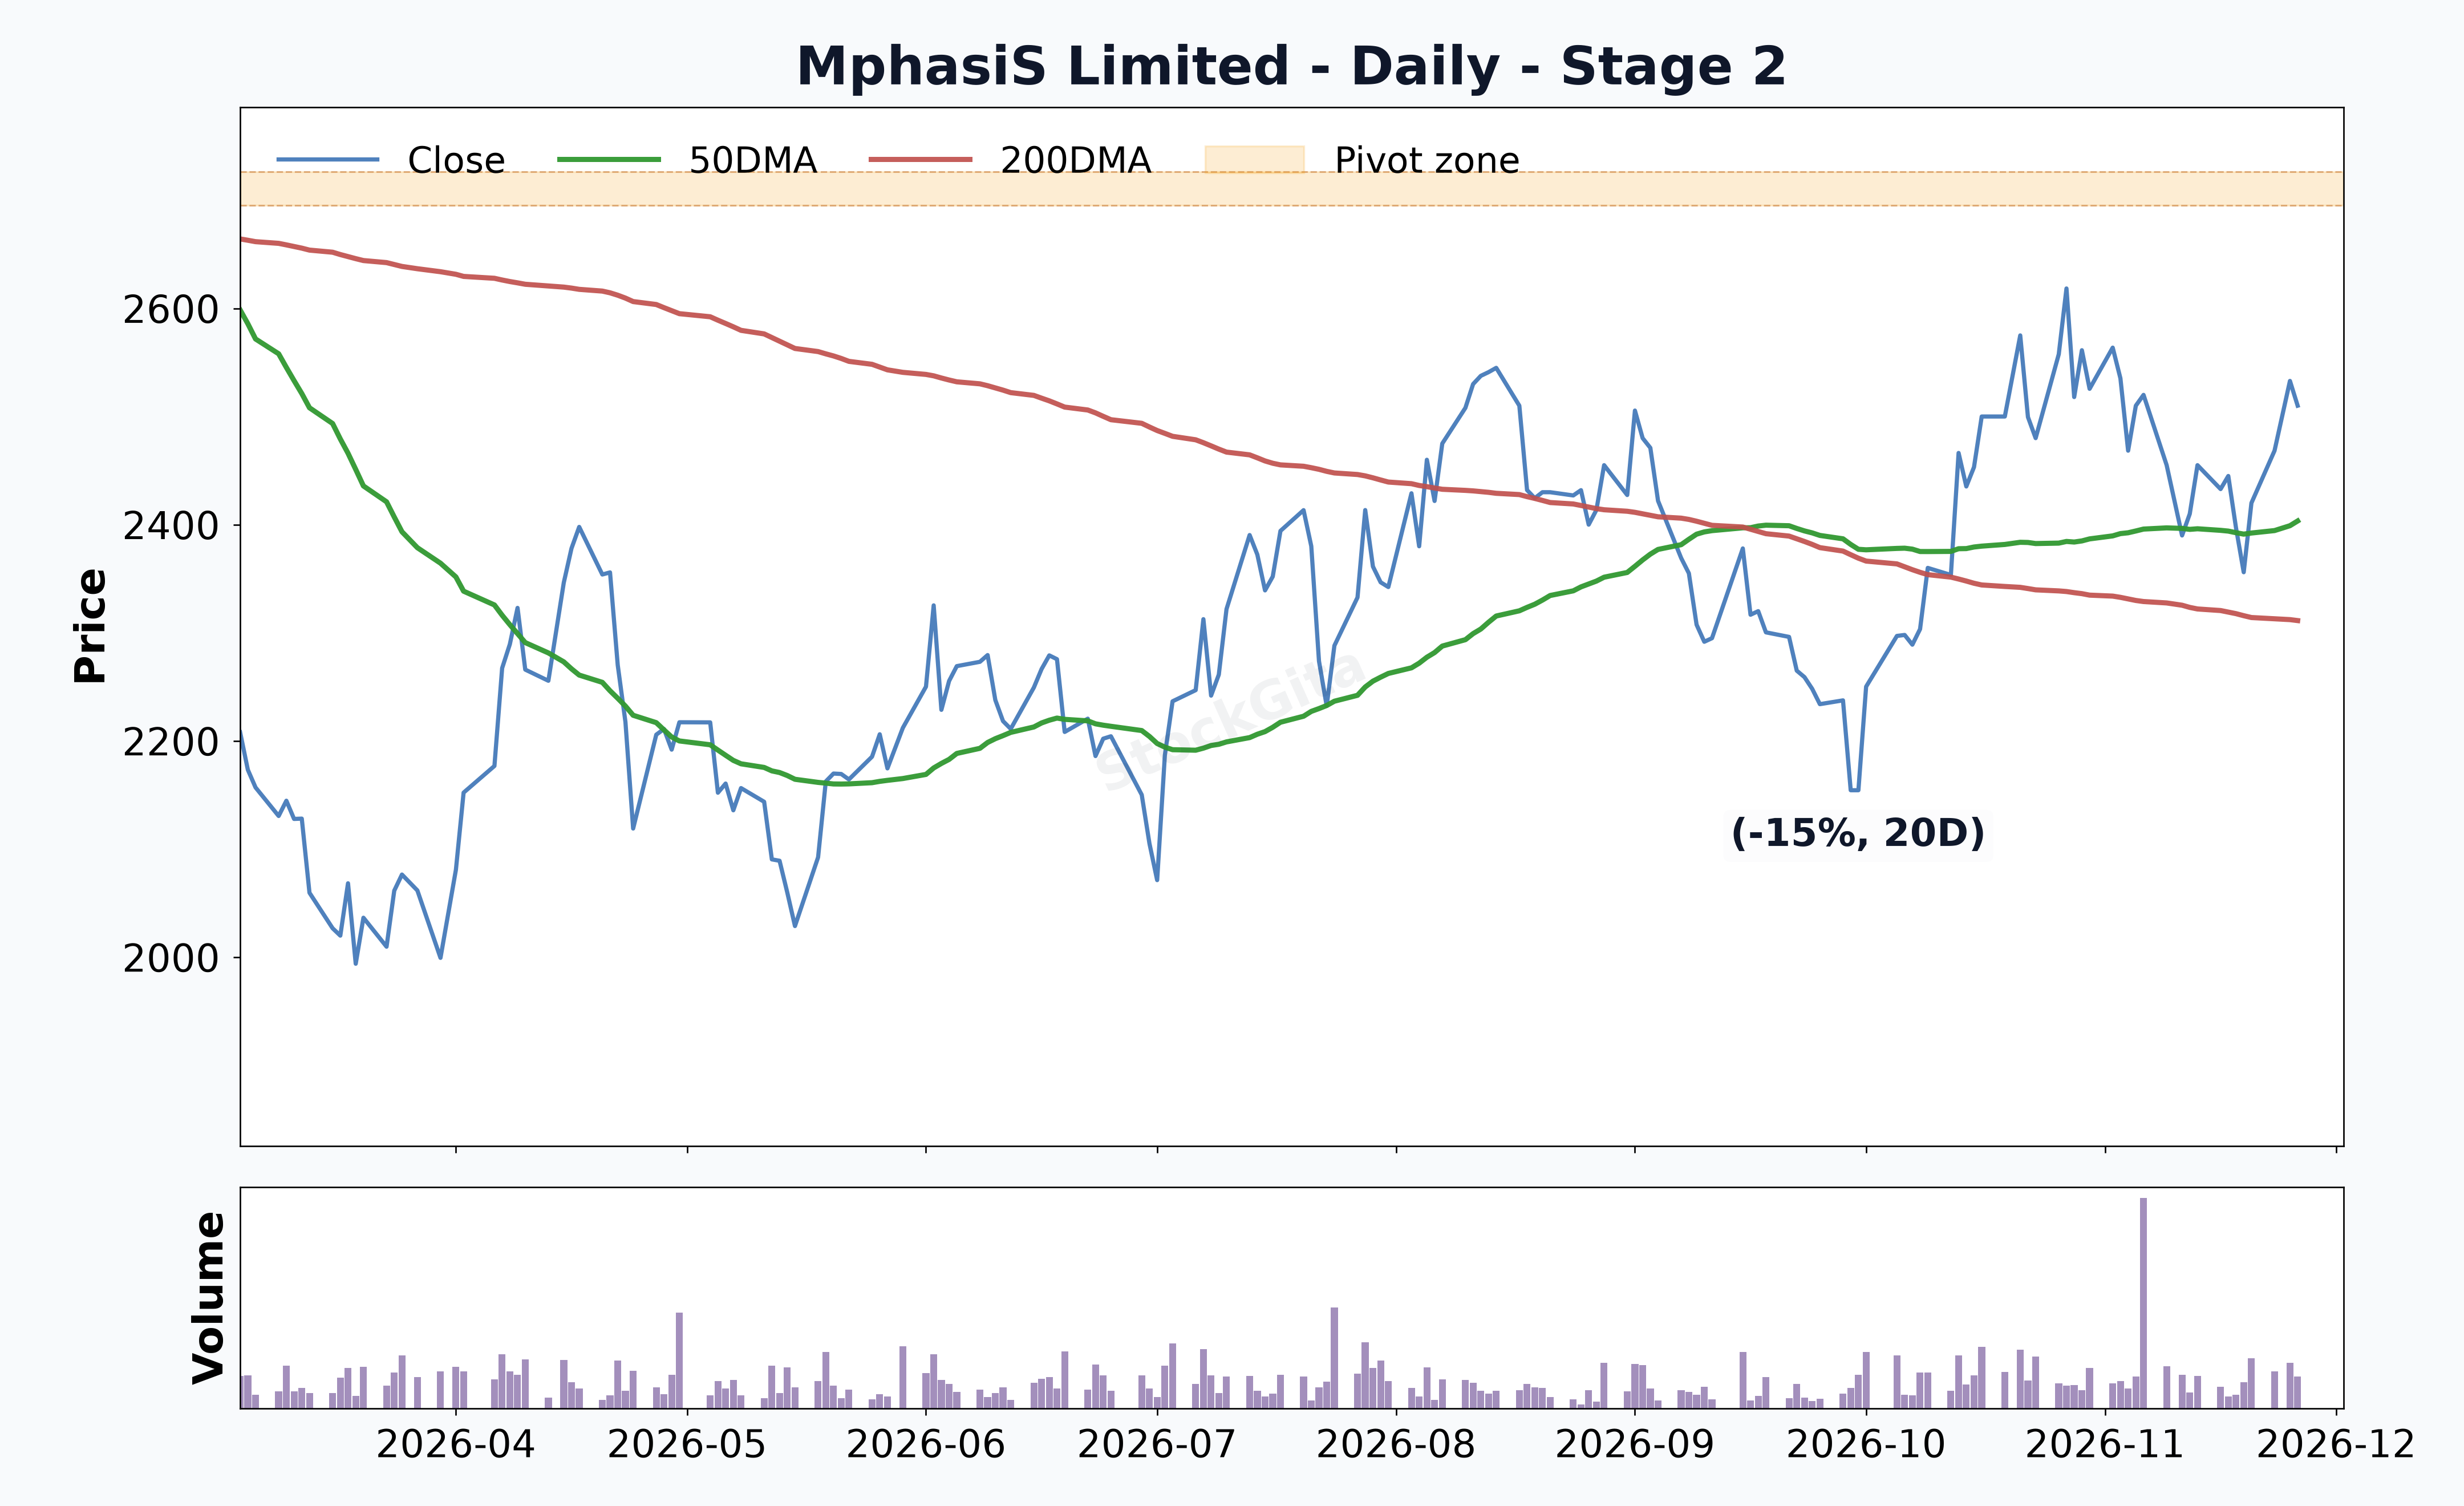 MphasiS Limited - Daily - Stage 2
Close 50DMA 200DMA Pivot zone
Price
2600
2400
2200
2000
StockGita
(-15%, 20D)
Volume
2026-04 2026-05 2026-06 2026-07 2026-08 2026-09 2026-10 2026-11 2026-12